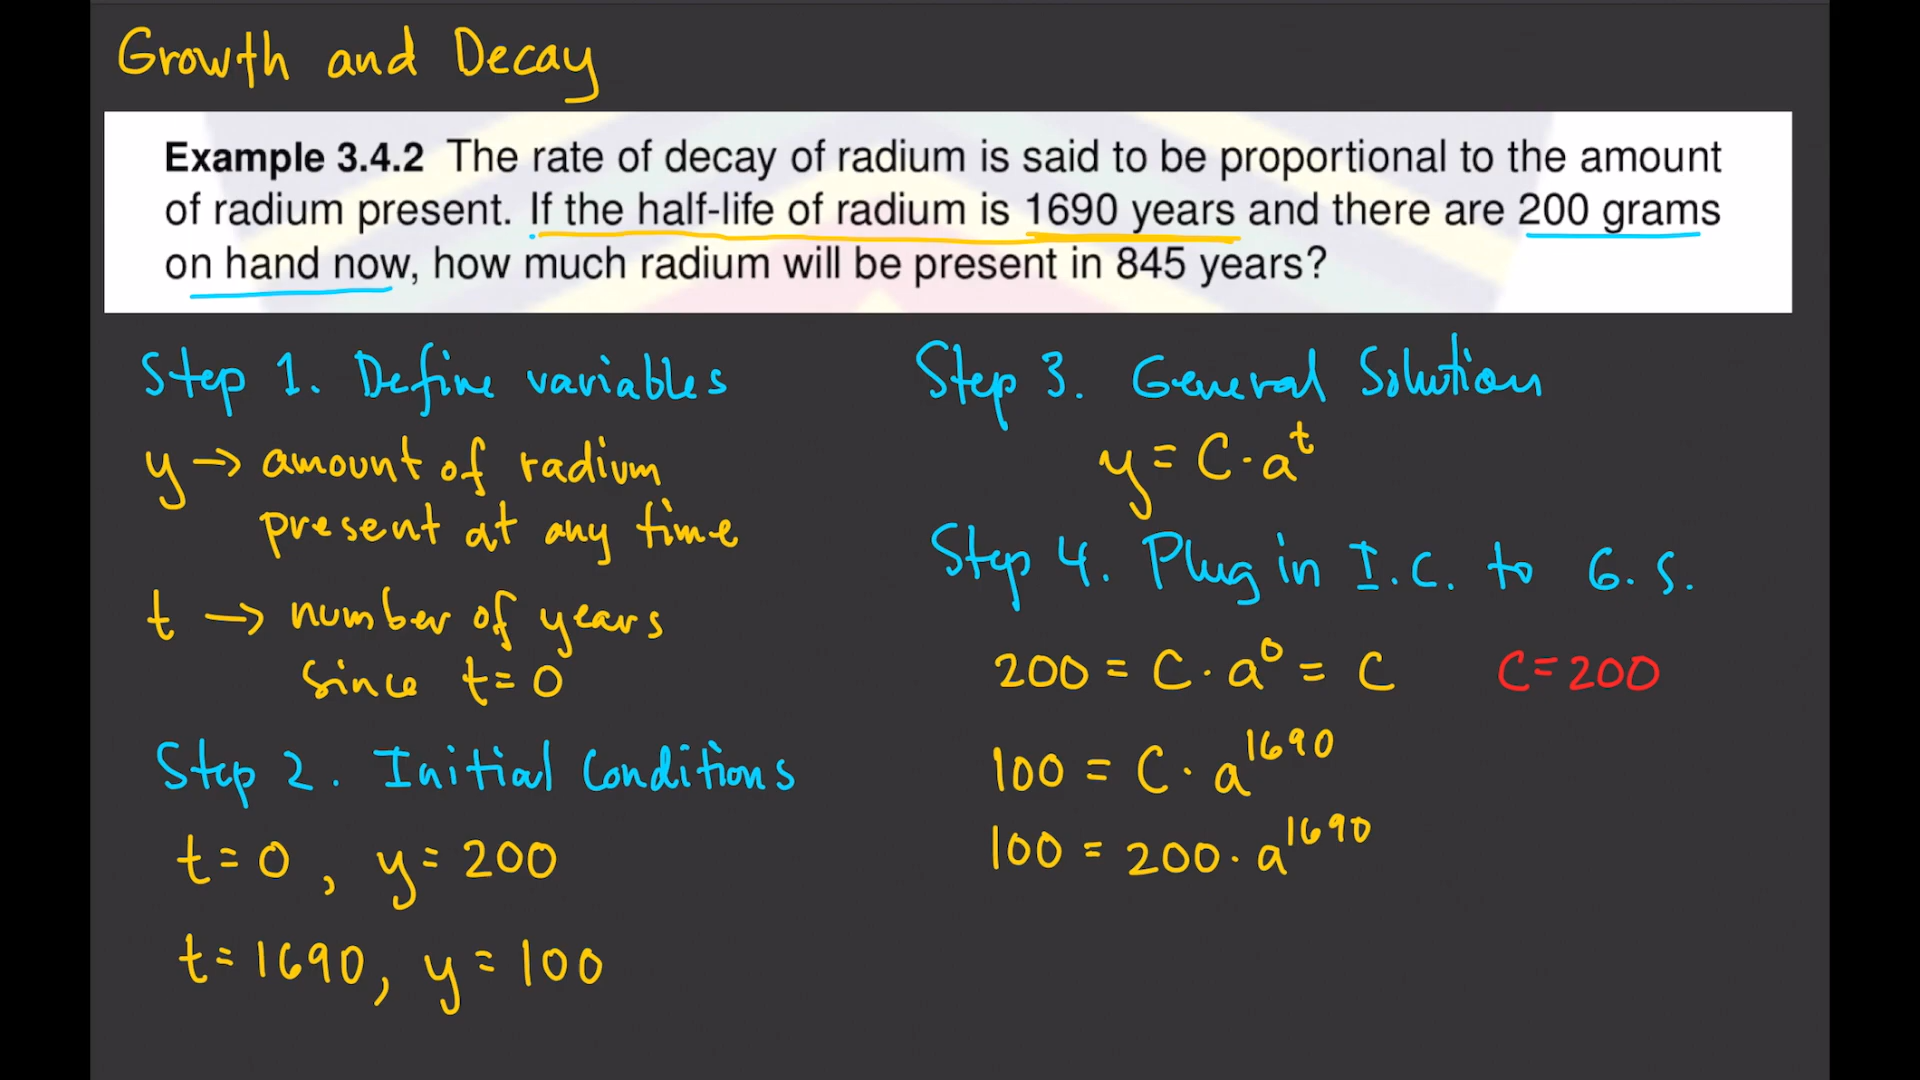 Growth and Decay
Example 3.4.2 The rate of decay of radium is said to be proportional to the amount
of radium present. If the half-life of radium is 1690 years and there are 200 grams
on hand now, how much radium will be present in 845 years?
Step 1. Define variables
y → amount of radium
present at any time
t → number of years
since t=0
Step 2. Initial Conditions
t=0, y=200
t=1690, y=100
Step 3. General Solution
y = C·a^t
Step 4. Plug in I.C. to G.S.
200 = C·a^0 = C C=200
100 = C·a^1690
100 = 200·a^1690